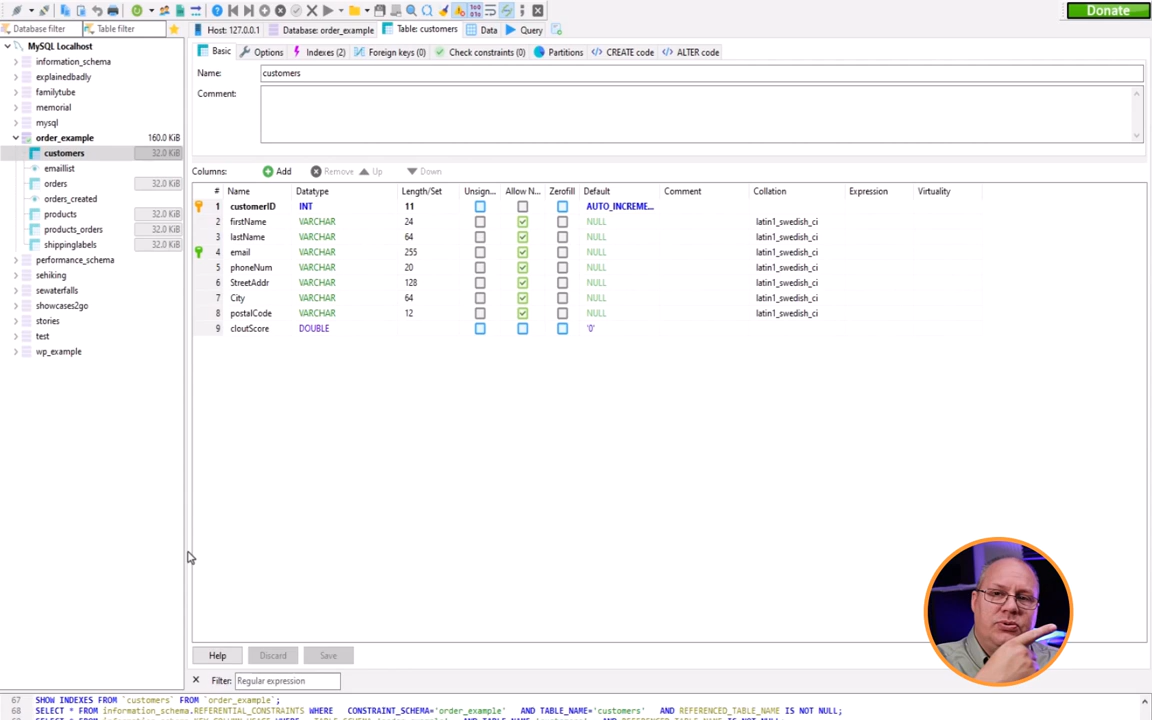 Donate
Database filter
Table filter
Host: 127.0.0.1
Database: order_example
Table: customers
Data
Query
MySQL Localhost
information_schema
explainedbadly
familytube
memorial
mysql
order_example 160.0 KiB
customers 32.0 KiB
emaillist
orders 32.0 KiB
orders_created
products 32.0 KiB
products_orders 32.0 KiB
shippinglabels 32.0 KiB
performance_schema
sehiking
sewaterfalls
showcases2go
stories
test
wp_example
Basic
Options
Indexes (2)
Foreign keys (0)
Check constraints (0)
Partitions
CREATE code
ALTER code
Name: customers
Comment:
Columns: Add Remove Up Down
# Name Datatype Length/Set Unsign... Allow N... Zerofill Default Comment Collation Expression Virtuality
1 customerID INT 11 AUTO_INCREME...
2 firstName VARCHAR 24 NULL latin1_swedish_ci
3 lastName VARCHAR 64 NULL latin1_swedish_ci
4 email VARCHAR 255 NULL latin1_swedish_ci
5 phoneNum VARCHAR 20 NULL latin1_swedish_ci
6 StreetAddr VARCHAR 128 NULL latin1_swedish_ci
7 City VARCHAR 64 NULL latin1_swedish_ci
8 postalCode VARCHAR 12 NULL latin1_swedish_ci
9 cloutScore DOUBLE '0'
Help Discard Save
Filter: Regular expression
67 SHOW INDEXES FROM `customers` FROM `order_example`;
68 SELECT * FROM information_schema.REFERENTIAL_CONSTRAINTS WHERE CONSTRAINT_SCHEMA='order_example' AND TABLE_NAME='customers' AND REFERENCED_TABLE_NAME IS NOT NULL;